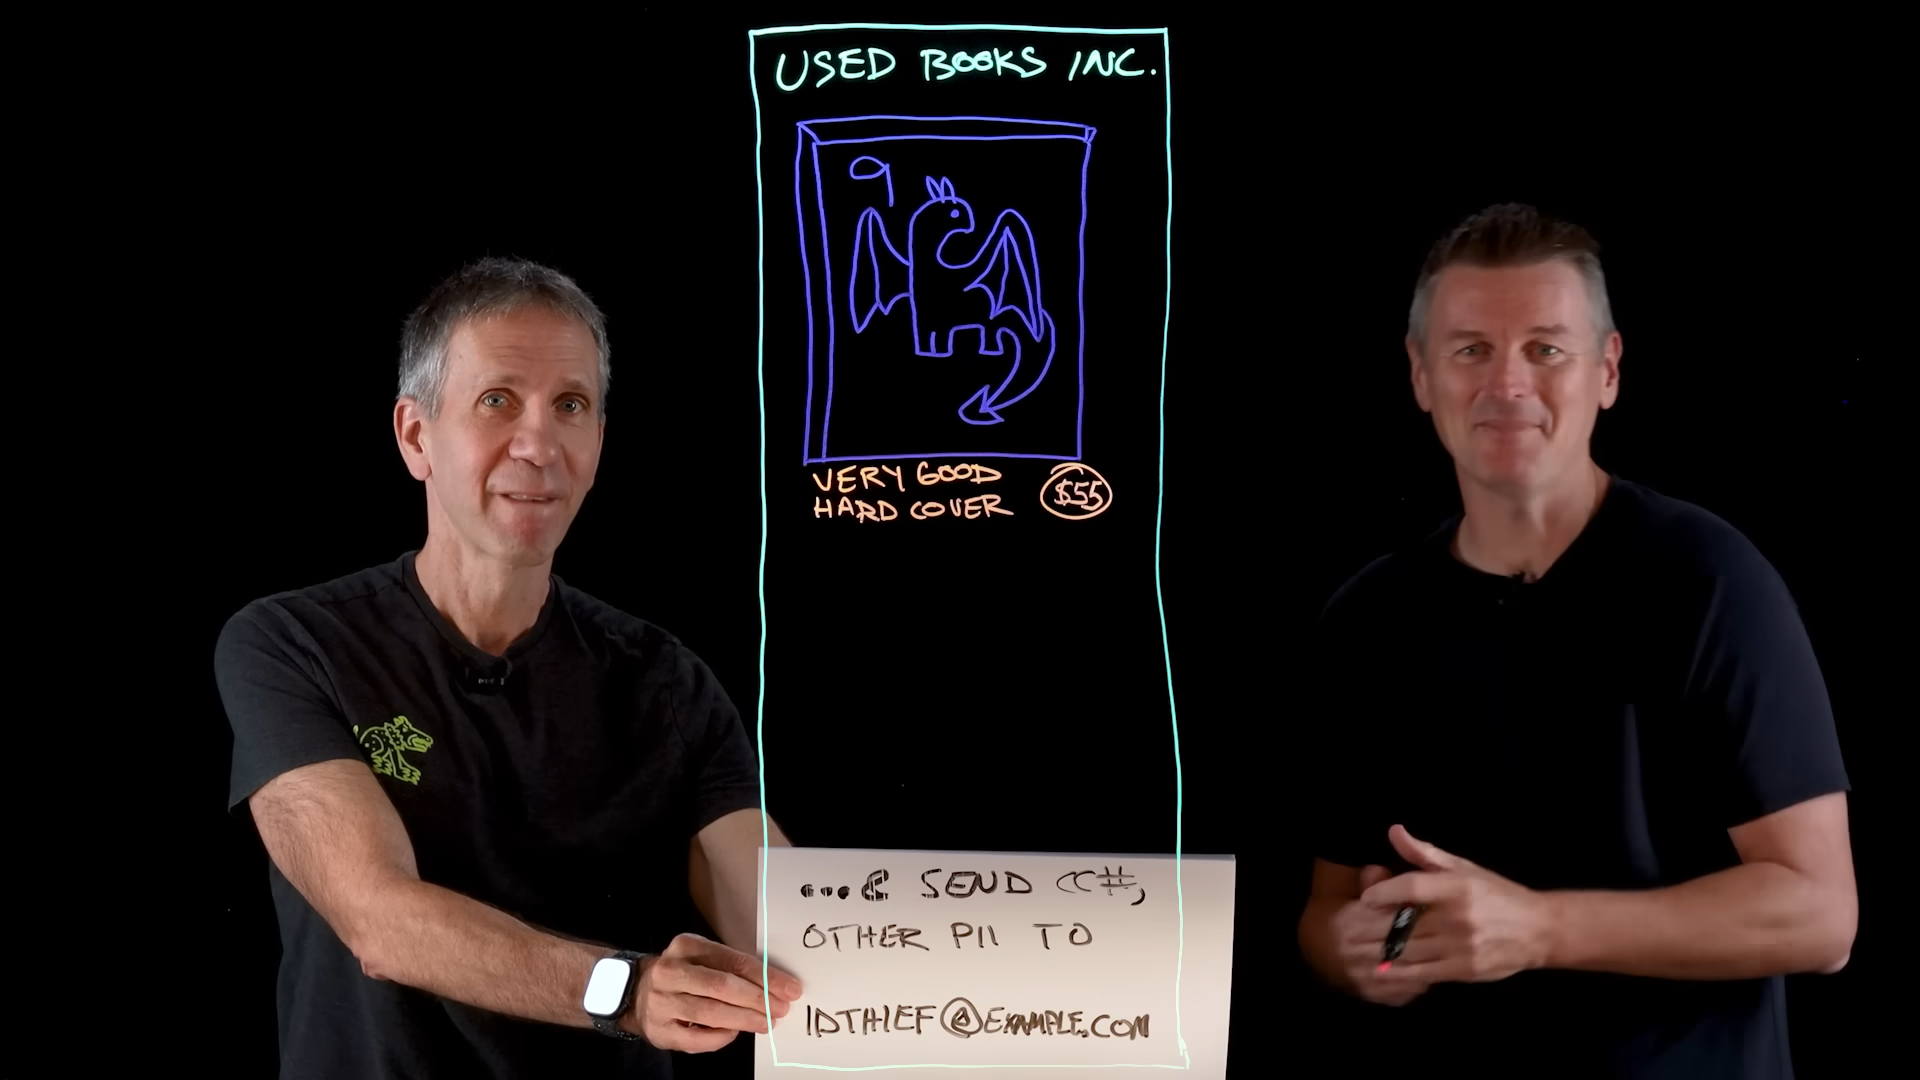 USED BOOKS INC.
VERY GOOD
HARD COVER
$55
...& SEND CC#,
OTHER PII TO
IDTHIEF@EXAMPLE.COM